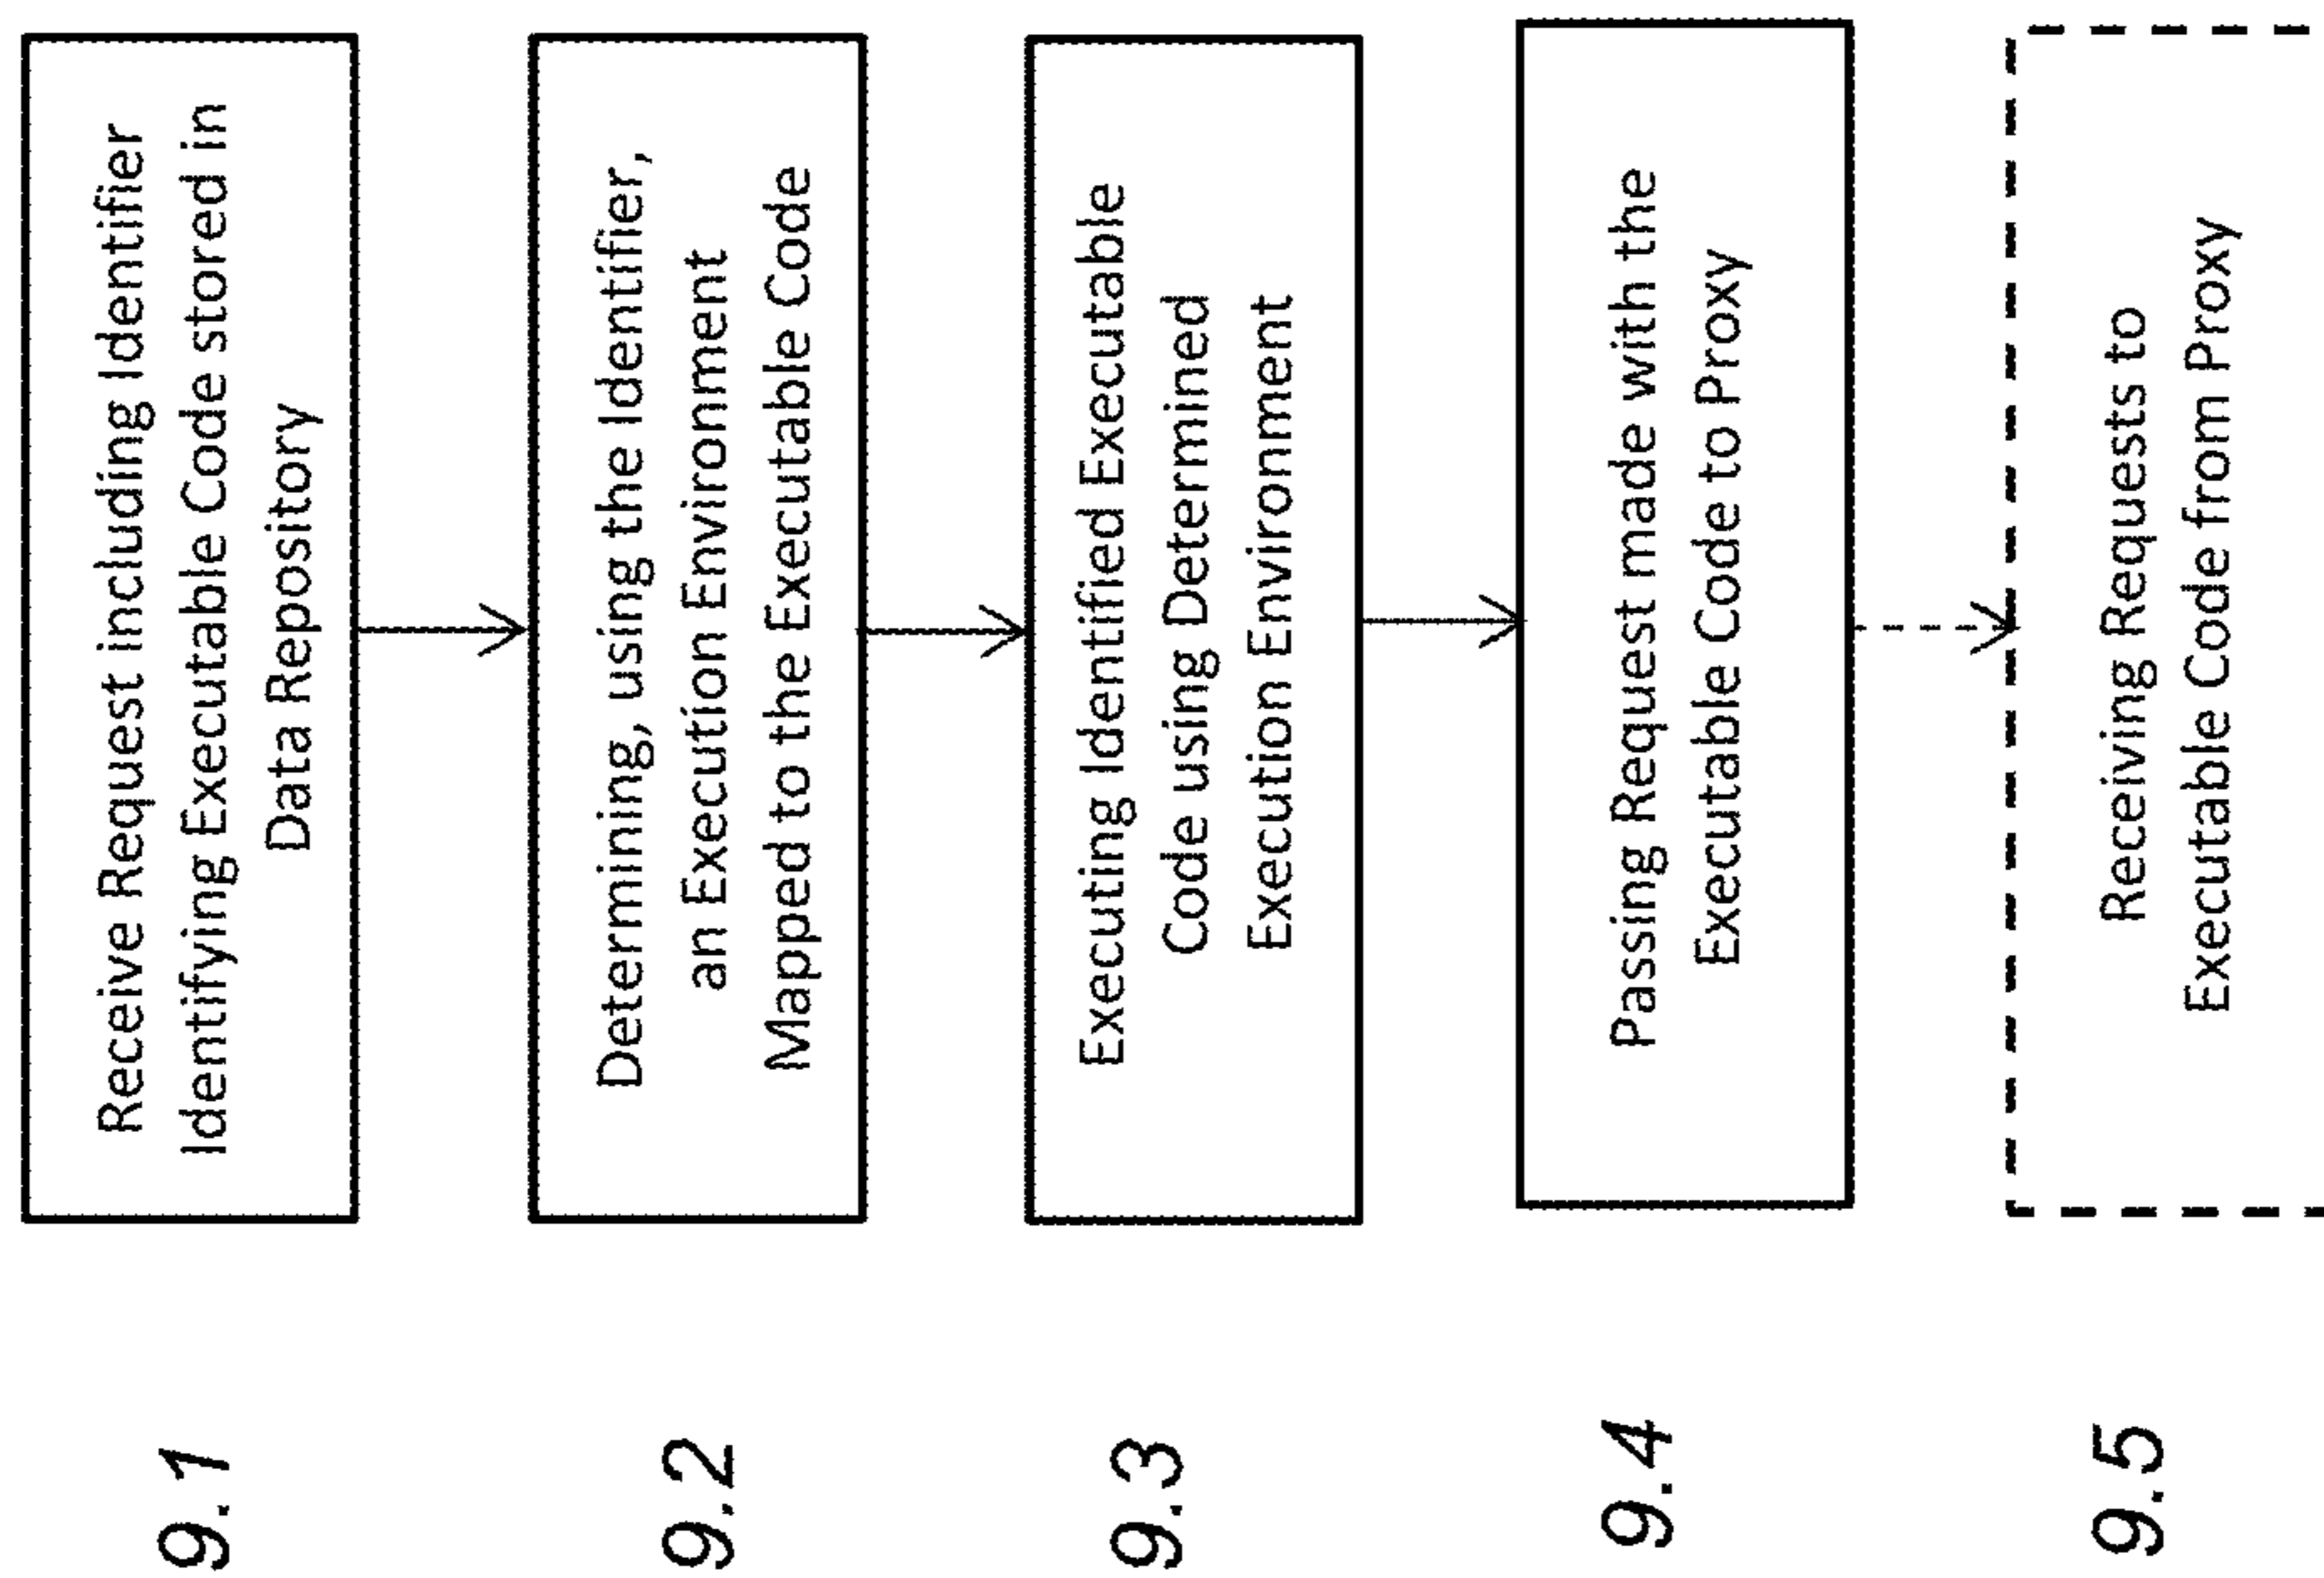 9.1
Receive Request including Identifier
Identifying Executable Code stored in
Data Repository
9.2
Determining, using the Identifier,
an Execution Environment
Mapped to the Executable Code
9.3
Executing Identified Executable
Code using Determined
Execution Environment
9.4
Passing Request made with the
Executable Code to Proxy
9.5
Receiving Requests to
Executable Code from Proxy